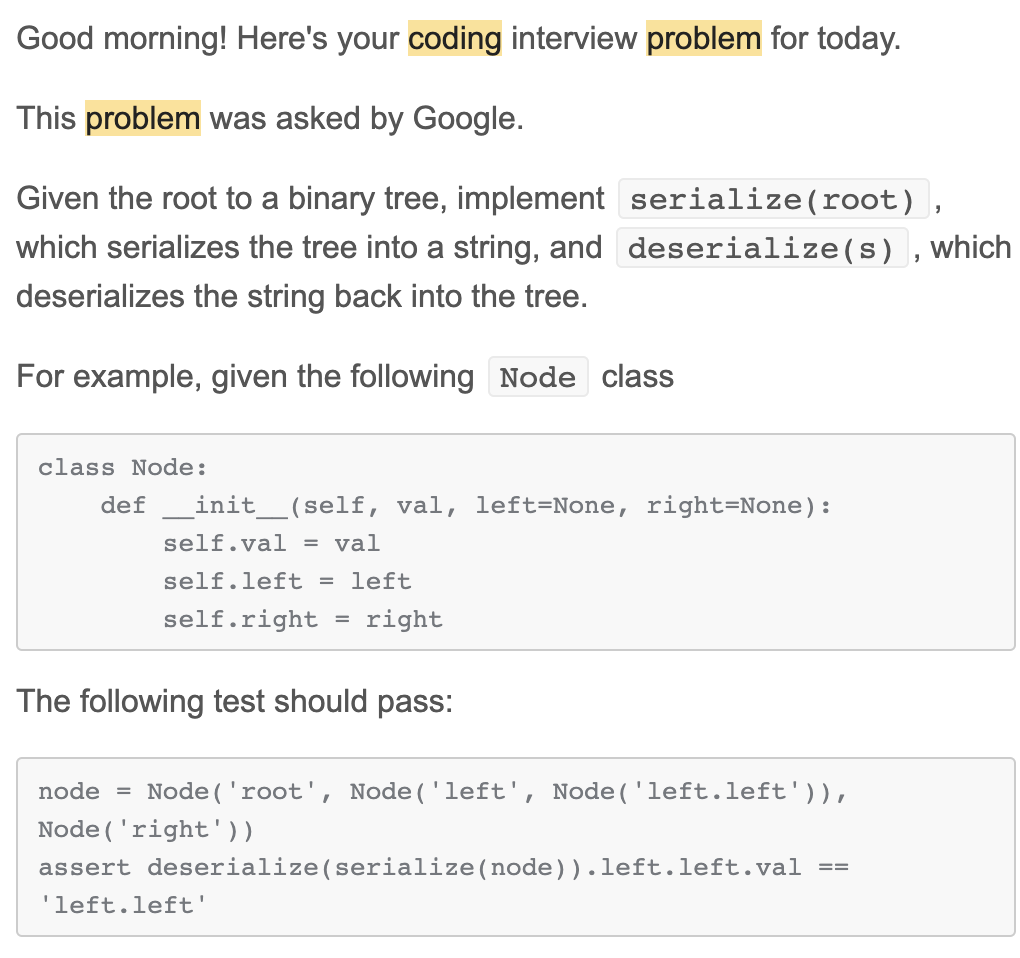 Good morning! Here's your coding interview problem for today.
This problem was asked by Google.
Given the root to a binary tree, implement serialize(root),
which serializes the tree into a string, and deserialize(s), which
deserializes the string back into the tree.
For example, given the following Node class
class Node:
    def __init__(self, val, left=None, right=None):
        self.val = val
        self.left = left
        self.right = right
The following test should pass:
node = Node('root', Node('left', Node('left.left')),
Node('right'))
assert deserialize(serialize(node)).left.left.val ==
'left.left'